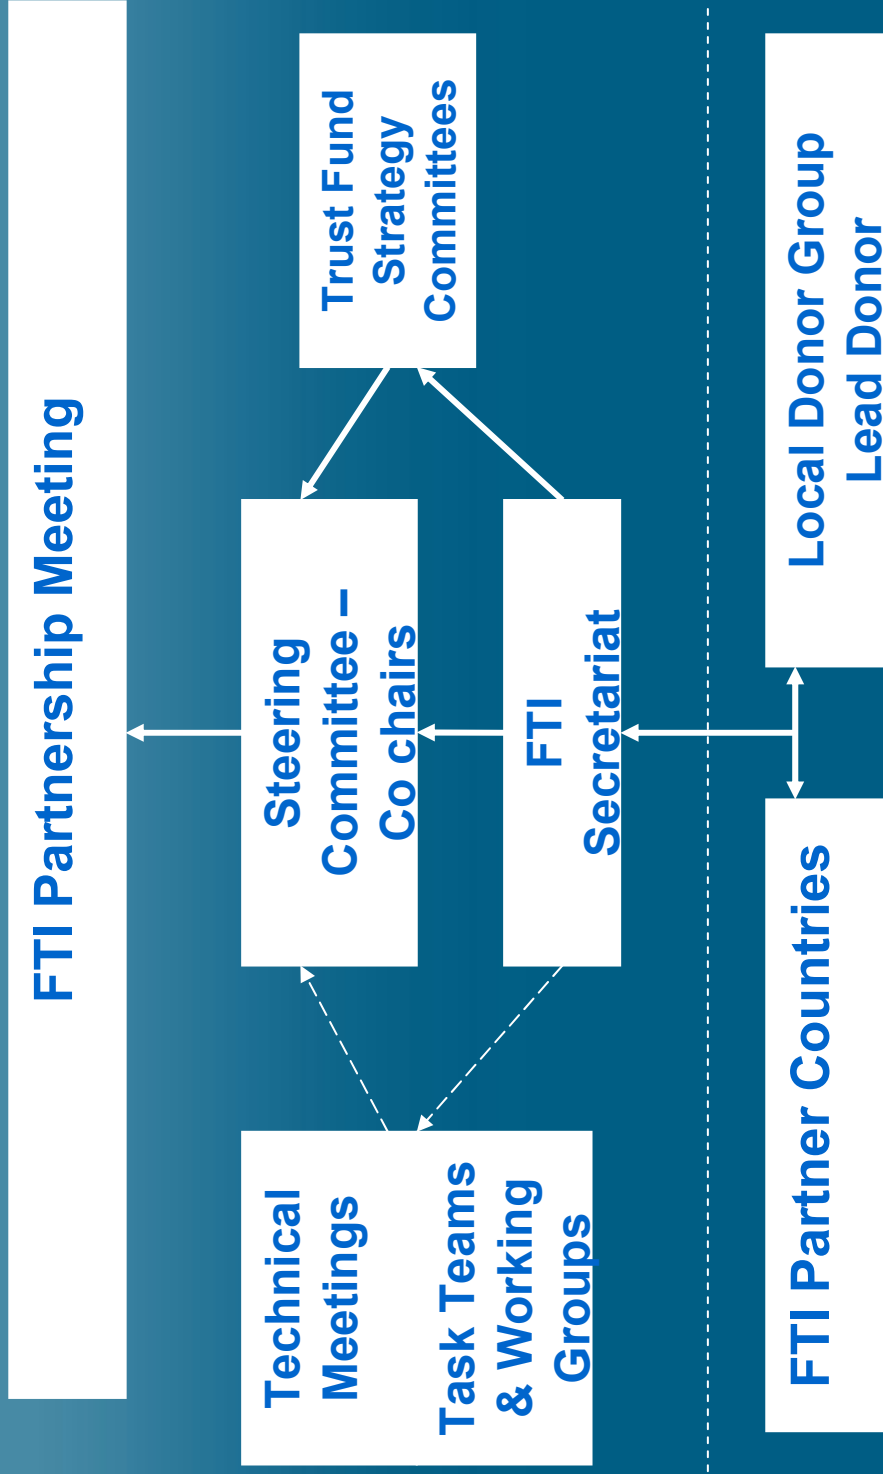 FTI Partnership Meeting
Technical
Meetings
Task Teams
& Working
Groups
Steering
Committee –
Co chairs
Trust Fund
Strategy
Committees
FTI
Secretariat
FTI Partner Countries
Local Donor Group
Lead Donor